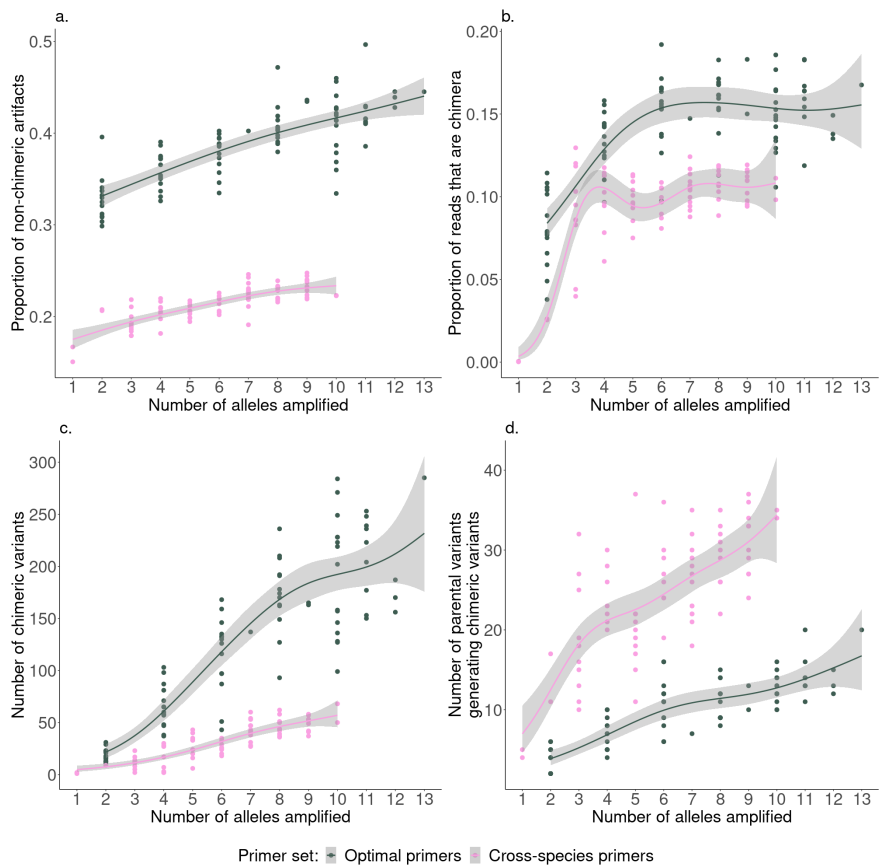 a.
Proportion of non-chimeric artifacts
0.5
0.4
0.3
0.2
1 2 3 4 5 6 7 8 9 10 11 12 13
Number of alleles amplified
b.
Proportion of reads that are chimera
0.15
0.10
0.05
0.00
1 2 3 4 5 6 7 8 9 10 11 12 13
Number of alleles amplified
c.
Number of chimeric variants
300
250
200
150
100
50
0
1 2 3 4 5 6 7 8 9 10 11 12 13
Number of alleles amplified
d.
Number of parental variants
generating chimeric variants
40
30
20
10
1 2 3 4 5 6 7 8 9 10 11 12 13
Number of alleles amplified
Primer set: Optimal primers Cross-species primers